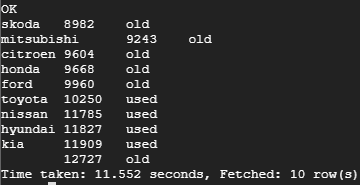 OK
skoda 8982 old
mitsubishi 9243 old
citroen 9604 old
honda 9668 old
ford 9960 old
toyota 10250 used
nissan 11785 used
hyundai 11827 used
kia 11909 used
12727 old
Time taken: 11.552 seconds, Fetched: 10 row(s)